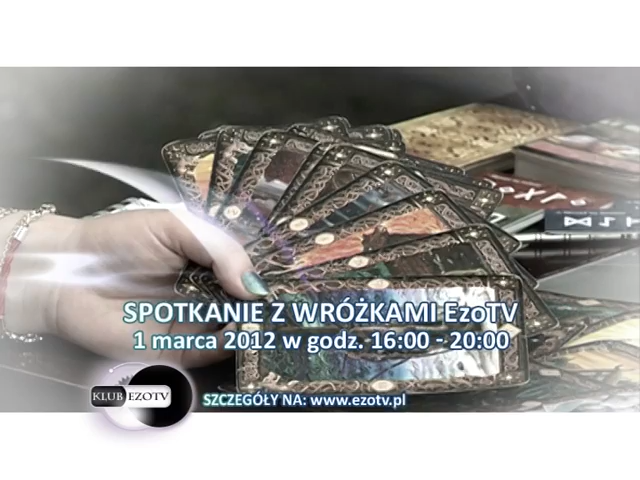 SPOTKANIE Z WRÓŻKAMI EzoTV
1 marca 2012 w godz. 16:00 - 20:00
KLUB EZOTV
SZCZEGÓŁY NA: www.ezotv.pl